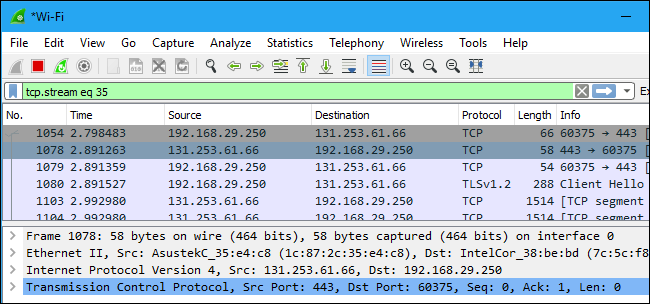 *Wi-Fi
File Edit View Go Capture Analyze Statistics Telephony Wireless Tools Help
tcp.stream eq 35
No. Time Source Destination Protocol Length Info
1054 2.798483 192.168.29.250 131.253.61.66 TCP 66 60375 → 443 [
1078 2.891263 131.253.61.66 192.168.29.250 TCP 58 443 → 60375 [
1079 2.891359 192.168.29.250 131.253.61.66 TCP 54 60375 → 443 [
1080 2.891527 192.168.29.250 131.253.61.66 TLSv1.2 288 Client Hello
1103 2.992980 131.253.61.66 192.168.29.250 TCP 1514 [TCP segment
1104 2.992980 131.253.61.66 192.168.29.250 TCP 1514 [TCP segment
Frame 1078: 58 bytes on wire (464 bits), 58 bytes captured (464 bits) on interface 0
Ethernet II, Src: AsustekC_35:e4:c8 (1c:87:2c:35:e4:c8), Dst: IntelCor_38:be:bd (7c:5c:f8
Internet Protocol Version 4, Src: 131.253.61.66, Dst: 192.168.29.250
Transmission Control Protocol, Src Port: 443, Dst Port: 60375, Seq: 0, Ack: 1, Len: 0